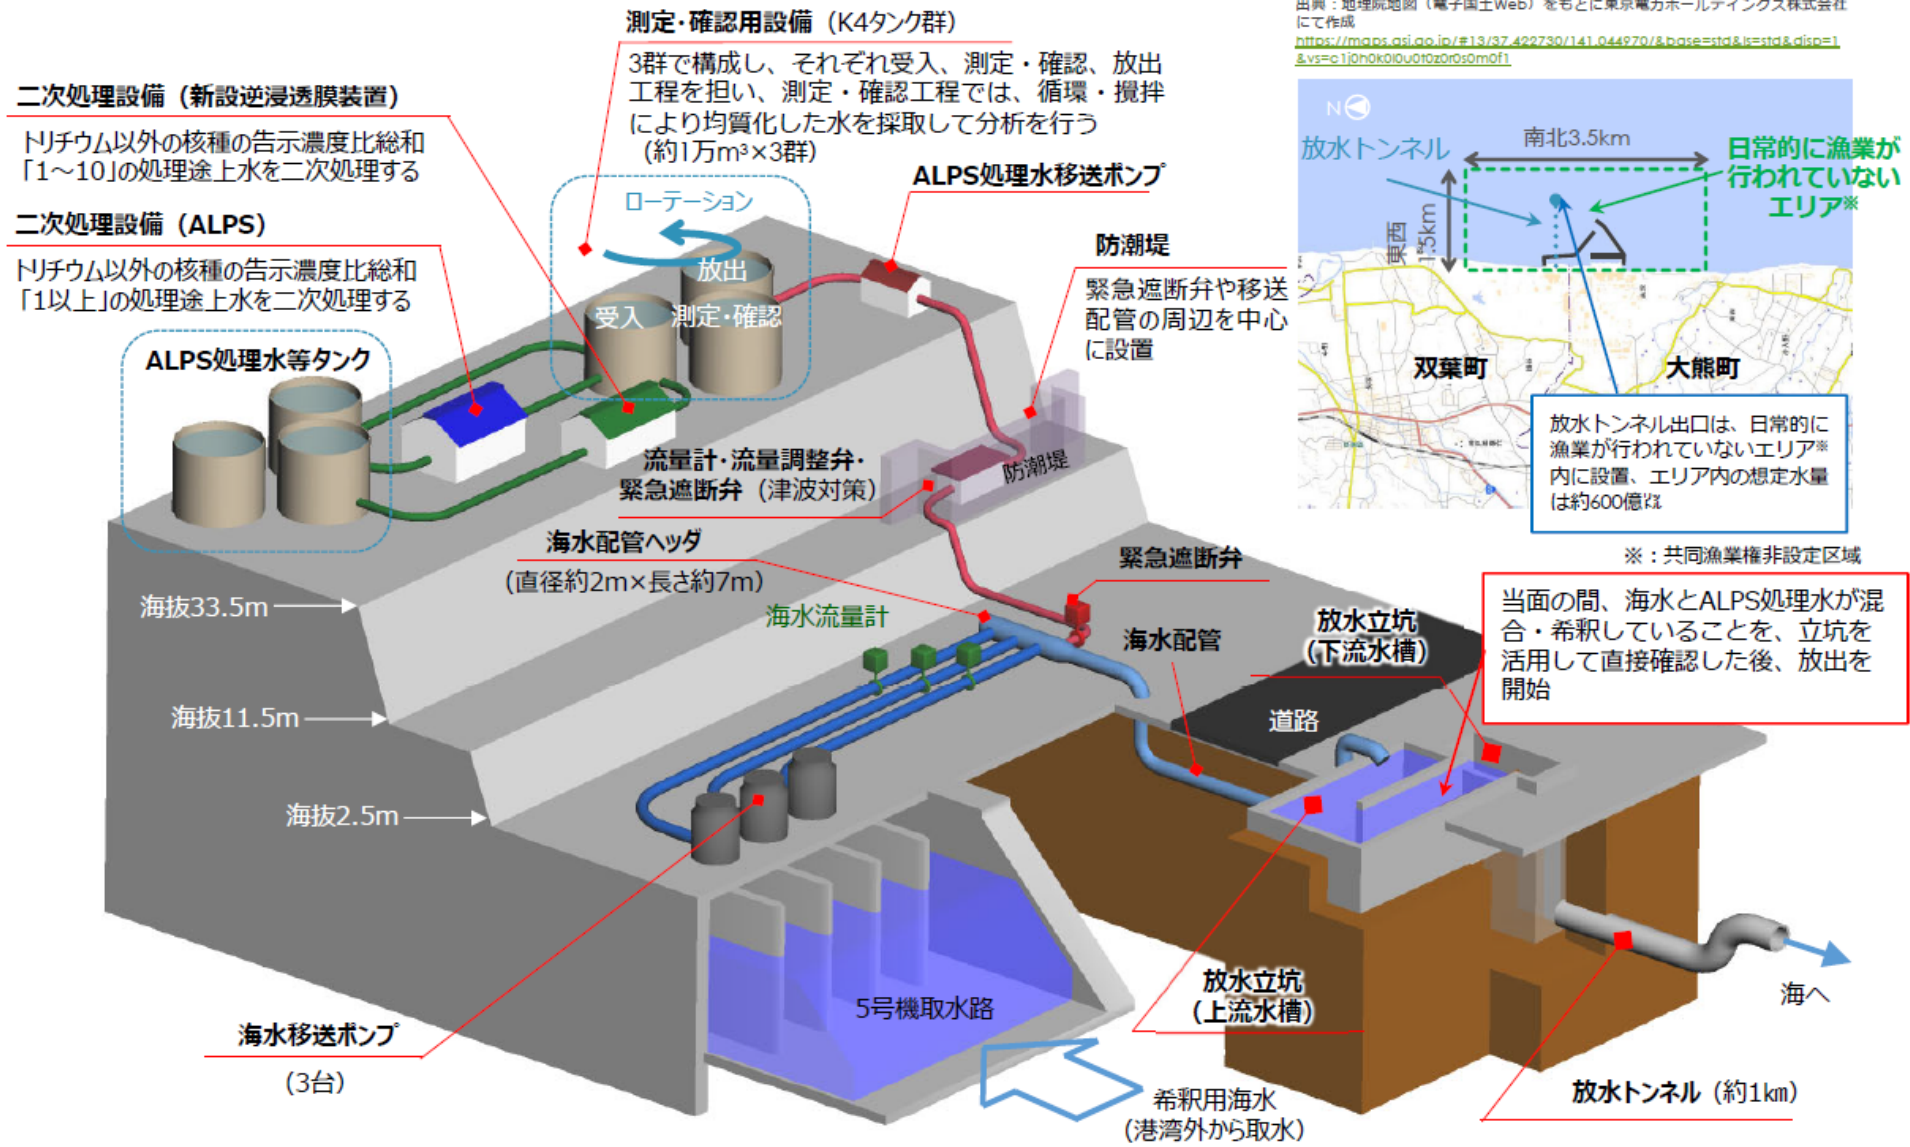 測定・確認用設備（K4タンク群）
3群で構成し、それぞれ受入、測定・確認、放出
工程を担い、測定・確認工程では、循環・攪拌
により均質化した水を採取して分析を行う
（約1万m³×3群）
二次処理設備（新設逆浸透膜装置）
トリチウム以外の核種の告示濃度比総和
「1～10」の処理途上水を二次処理する
二次処理設備（ALPS）
トリチウム以外の核種の告示濃度比総和
「1以上」の処理途上水を二次処理する
ALPS処理水等タンク
ローテーション
放出
受入
測定・確認
ALPS処理水移送ポンプ
防潮堤
緊急遮断弁や移送
配管の周辺を中心
に設置
防潮堤
流量計・流量調整弁・
緊急遮断弁（津波対策）
海水配管ヘッダ
（直径約2m×長さ約7m）
海水流量計
緊急遮断弁
海水配管
放水立坑
（下流水槽）
道路
海抜33.5m
海抜11.5m
海抜2.5m
海水移送ポンプ
（3台）
5号機取水路
希釈用海水
（港湾外から取水）
放水立坑
（上流水槽）
放水トンネル（約1km）
海へ
当面の間、海水とALPS処理水が混
合・希釈していることを、立坑を
活用して直接確認した後、放出を
開始
出典：地理院地図（電子国土Web）をもとに東京電力ホールディングス株式会社
にて作成
https://maps.gsi.go.jp/#13/37.422730/141.044970/&base=std&ls=std&disp=1
&vs=c1j0h0k0l0u0t0z0r0s0m0f1
N
放水トンネル
南北3.5km
東西
1.5km
日常的に漁業が
行われていない
エリア※
双葉町
大熊町
放水トンネル出口は、日常的に
漁業が行われていないエリア※
内に設置、エリア内の想定水量
は約600億㍑
※：共同漁業権非設定区域